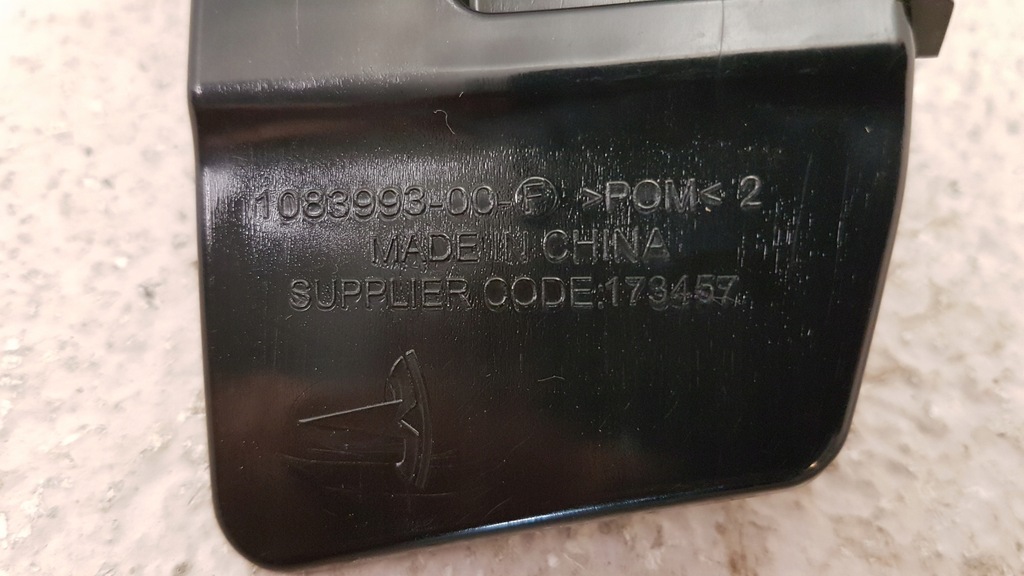 1083993-00-F >POM< 2
MADE IN CHINA
SUPPLIER CODE:173457